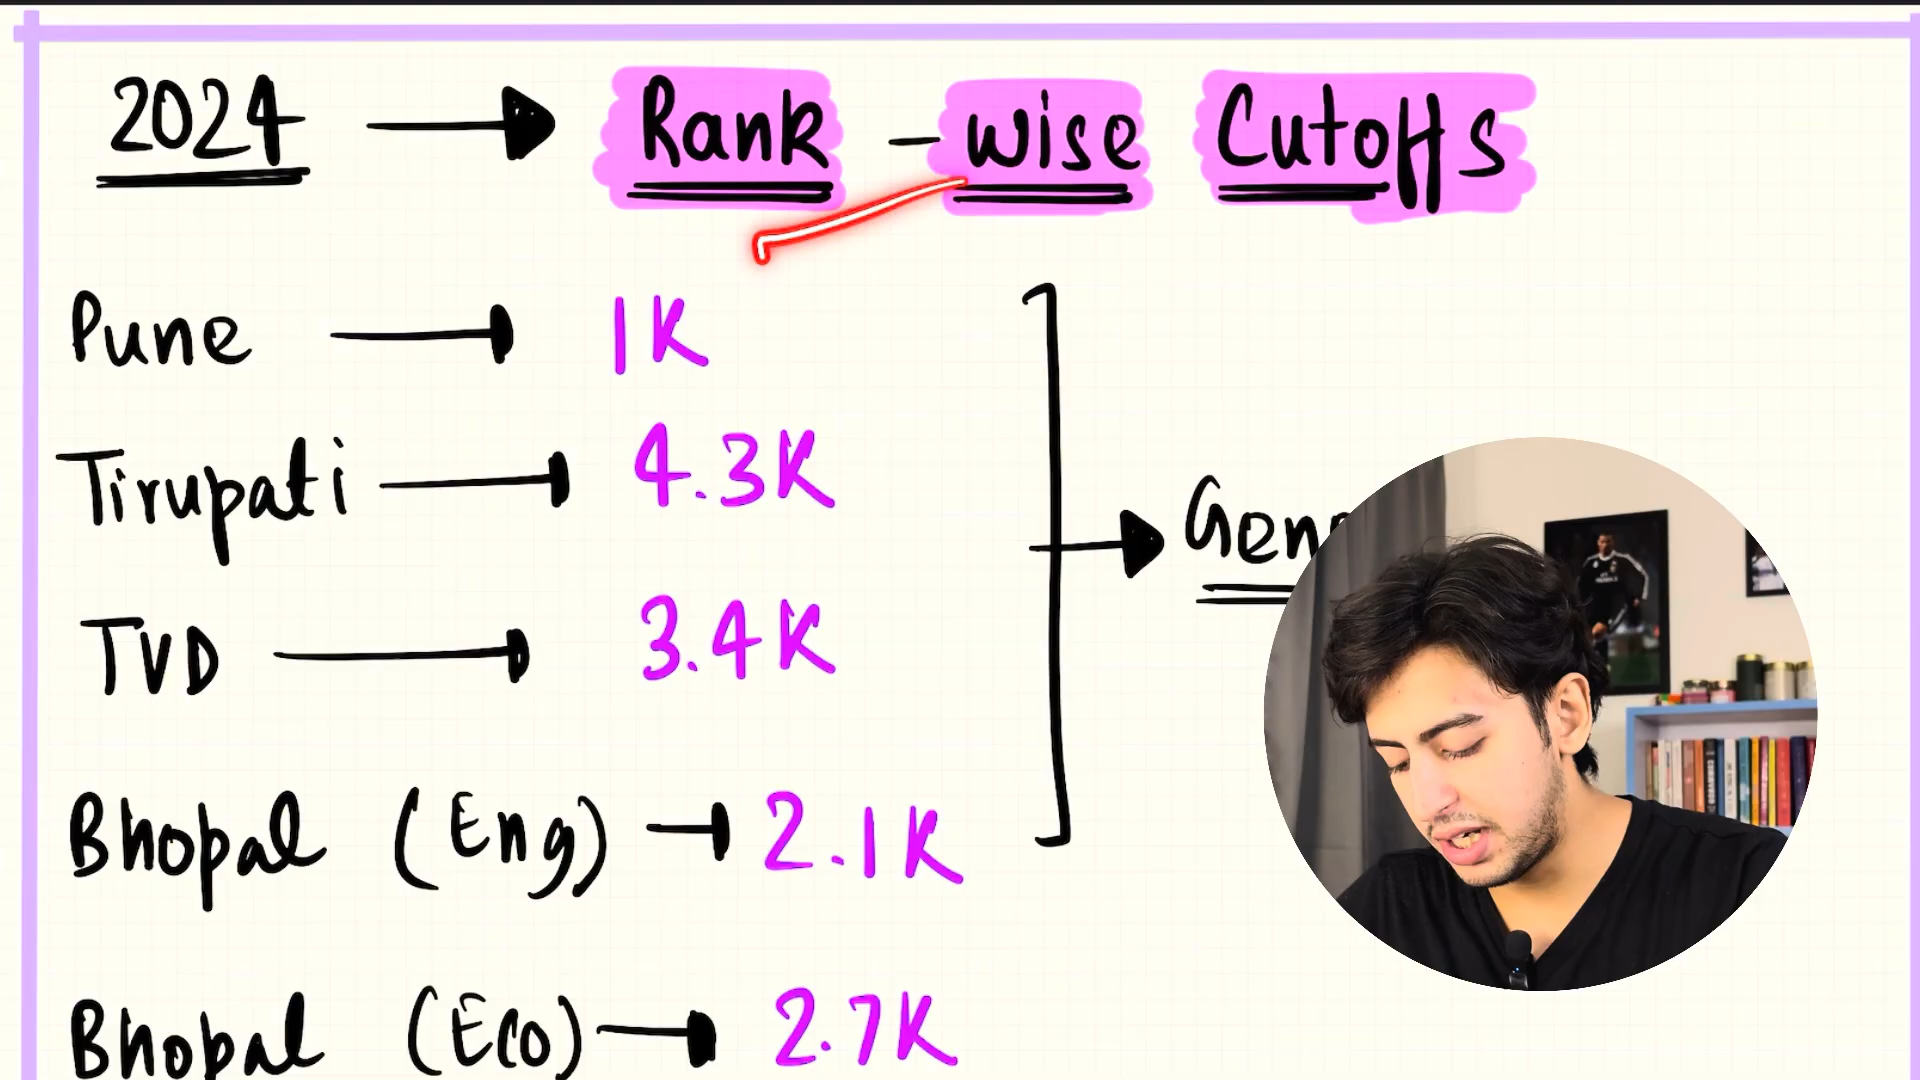 2024 → Rank - wise Cutoffs
Pune 1K
Tirupati 4.3K
TVD 3.4K
Bhopal (Eng) 2.1K
Bhopal (Eco) 2.7K